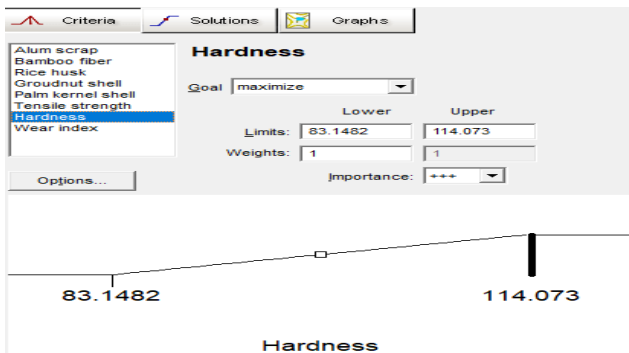 Criteria Solutions Graphs
Alum scrap
Bamboo fiber
Rice husk
Groudnut shell
Palm kernel shell
Tensile strength
Hardness
Wear index
Options...
Hardness
Goal maximize
Lower Upper
Limits: 83.1482 114.073
Weights: 1 1
Importance: +++
83.1482 114.073
Hardness